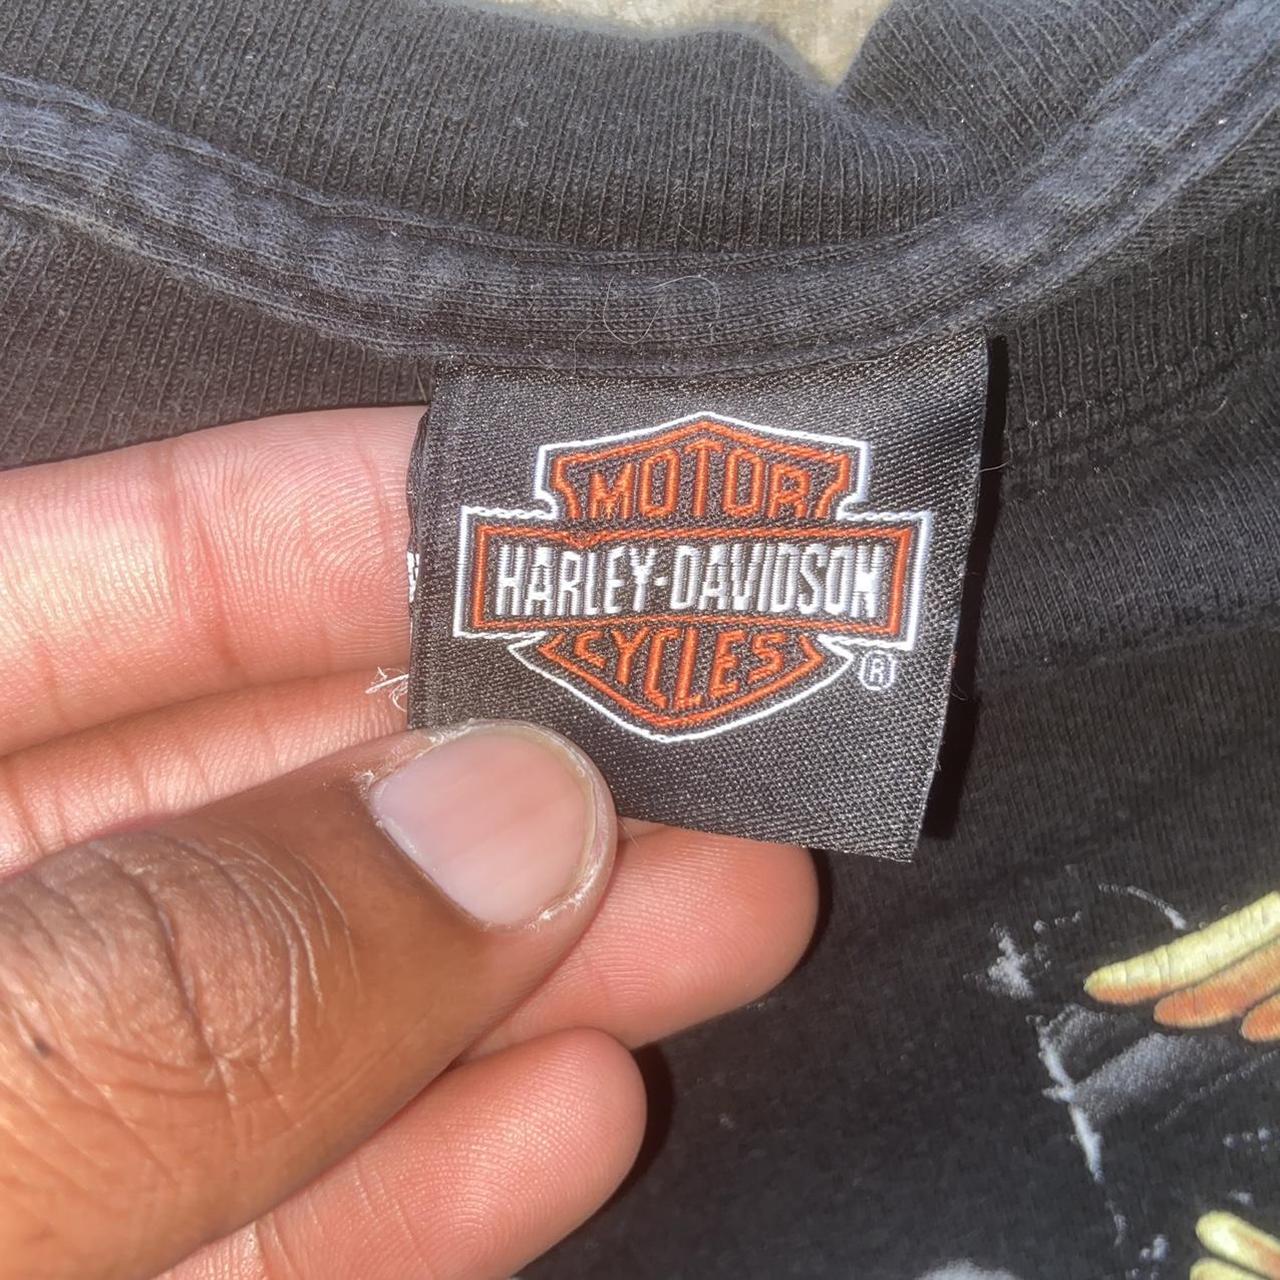 MOTOR
HARLEY-DAVIDSON
CYCLES
®